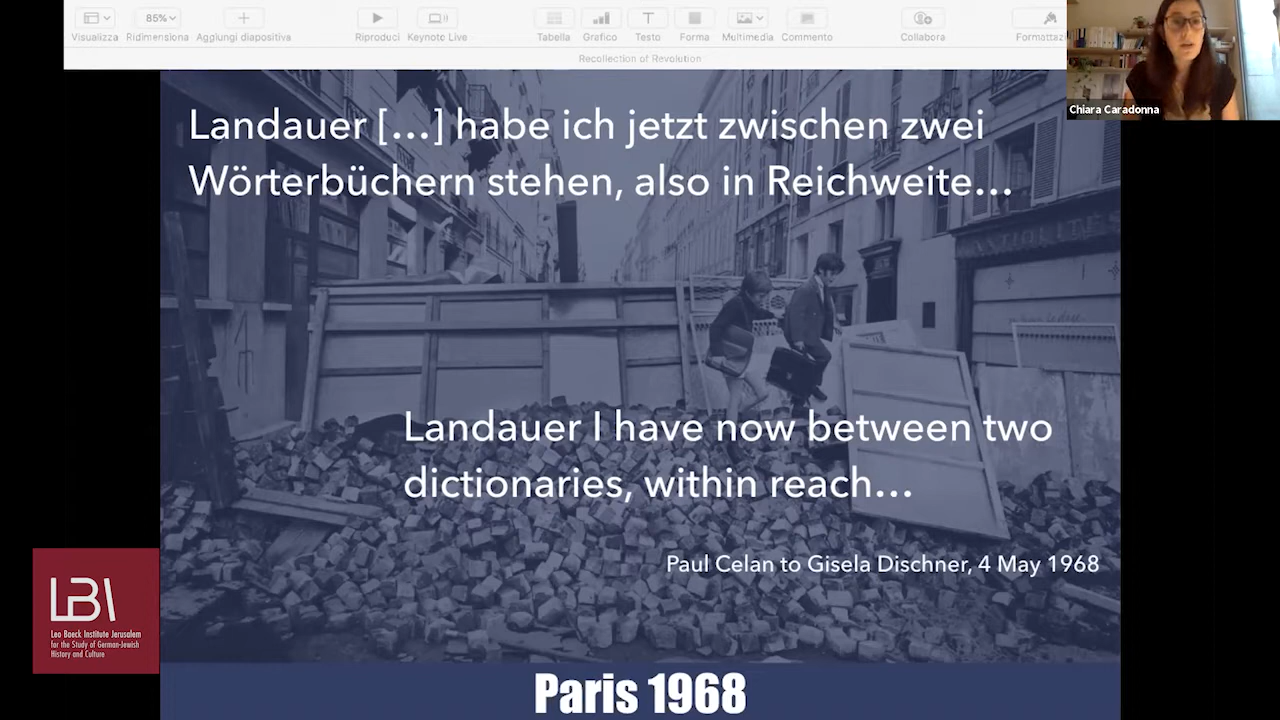 Visualizza
85%
Ridimensiona
Aggiungi diapositiva
Riproduci
Keynote Live
Tabella
Grafico
T
Testo
Forma
Multimedia
Commento
Collabora
Formattaz
Recollection of Revolution
Chiara Caradonna
Landauer […] habe ich jetzt zwischen zwei
Wörterbüchern stehen, also in Reichweite…
ANTIQUITES
Landauer I have now between two
dictionaries, within reach…
Paul Celan to Gisela Dischner, 4 May 1968
LBI
Leo Baeck Institute Jerusalem
for the Study of German-Jewish
History and Culture
Paris 1968